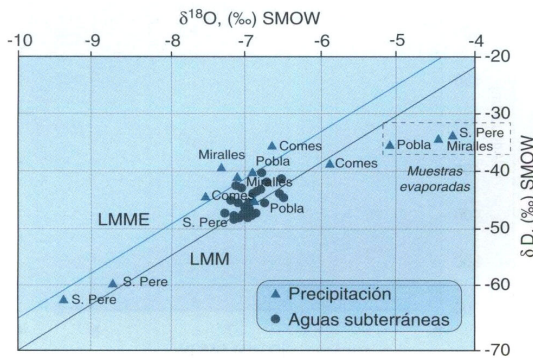 δ18O, (‰) SMOW
-10 -9 -8 -7 -6 -5 -4
-20
-30
-40
-50
-60
-70
δ D, (‰) SMOW
Comes
Miralles
Pobla
Comes
Miralles
Comes
Pobla
S. Pere
S. Pere
S. Pere
Pobla
S. Pere
Miralles
Muestras
evaporadas
LMME
LMM
Precipitación
Aguas subterráneas